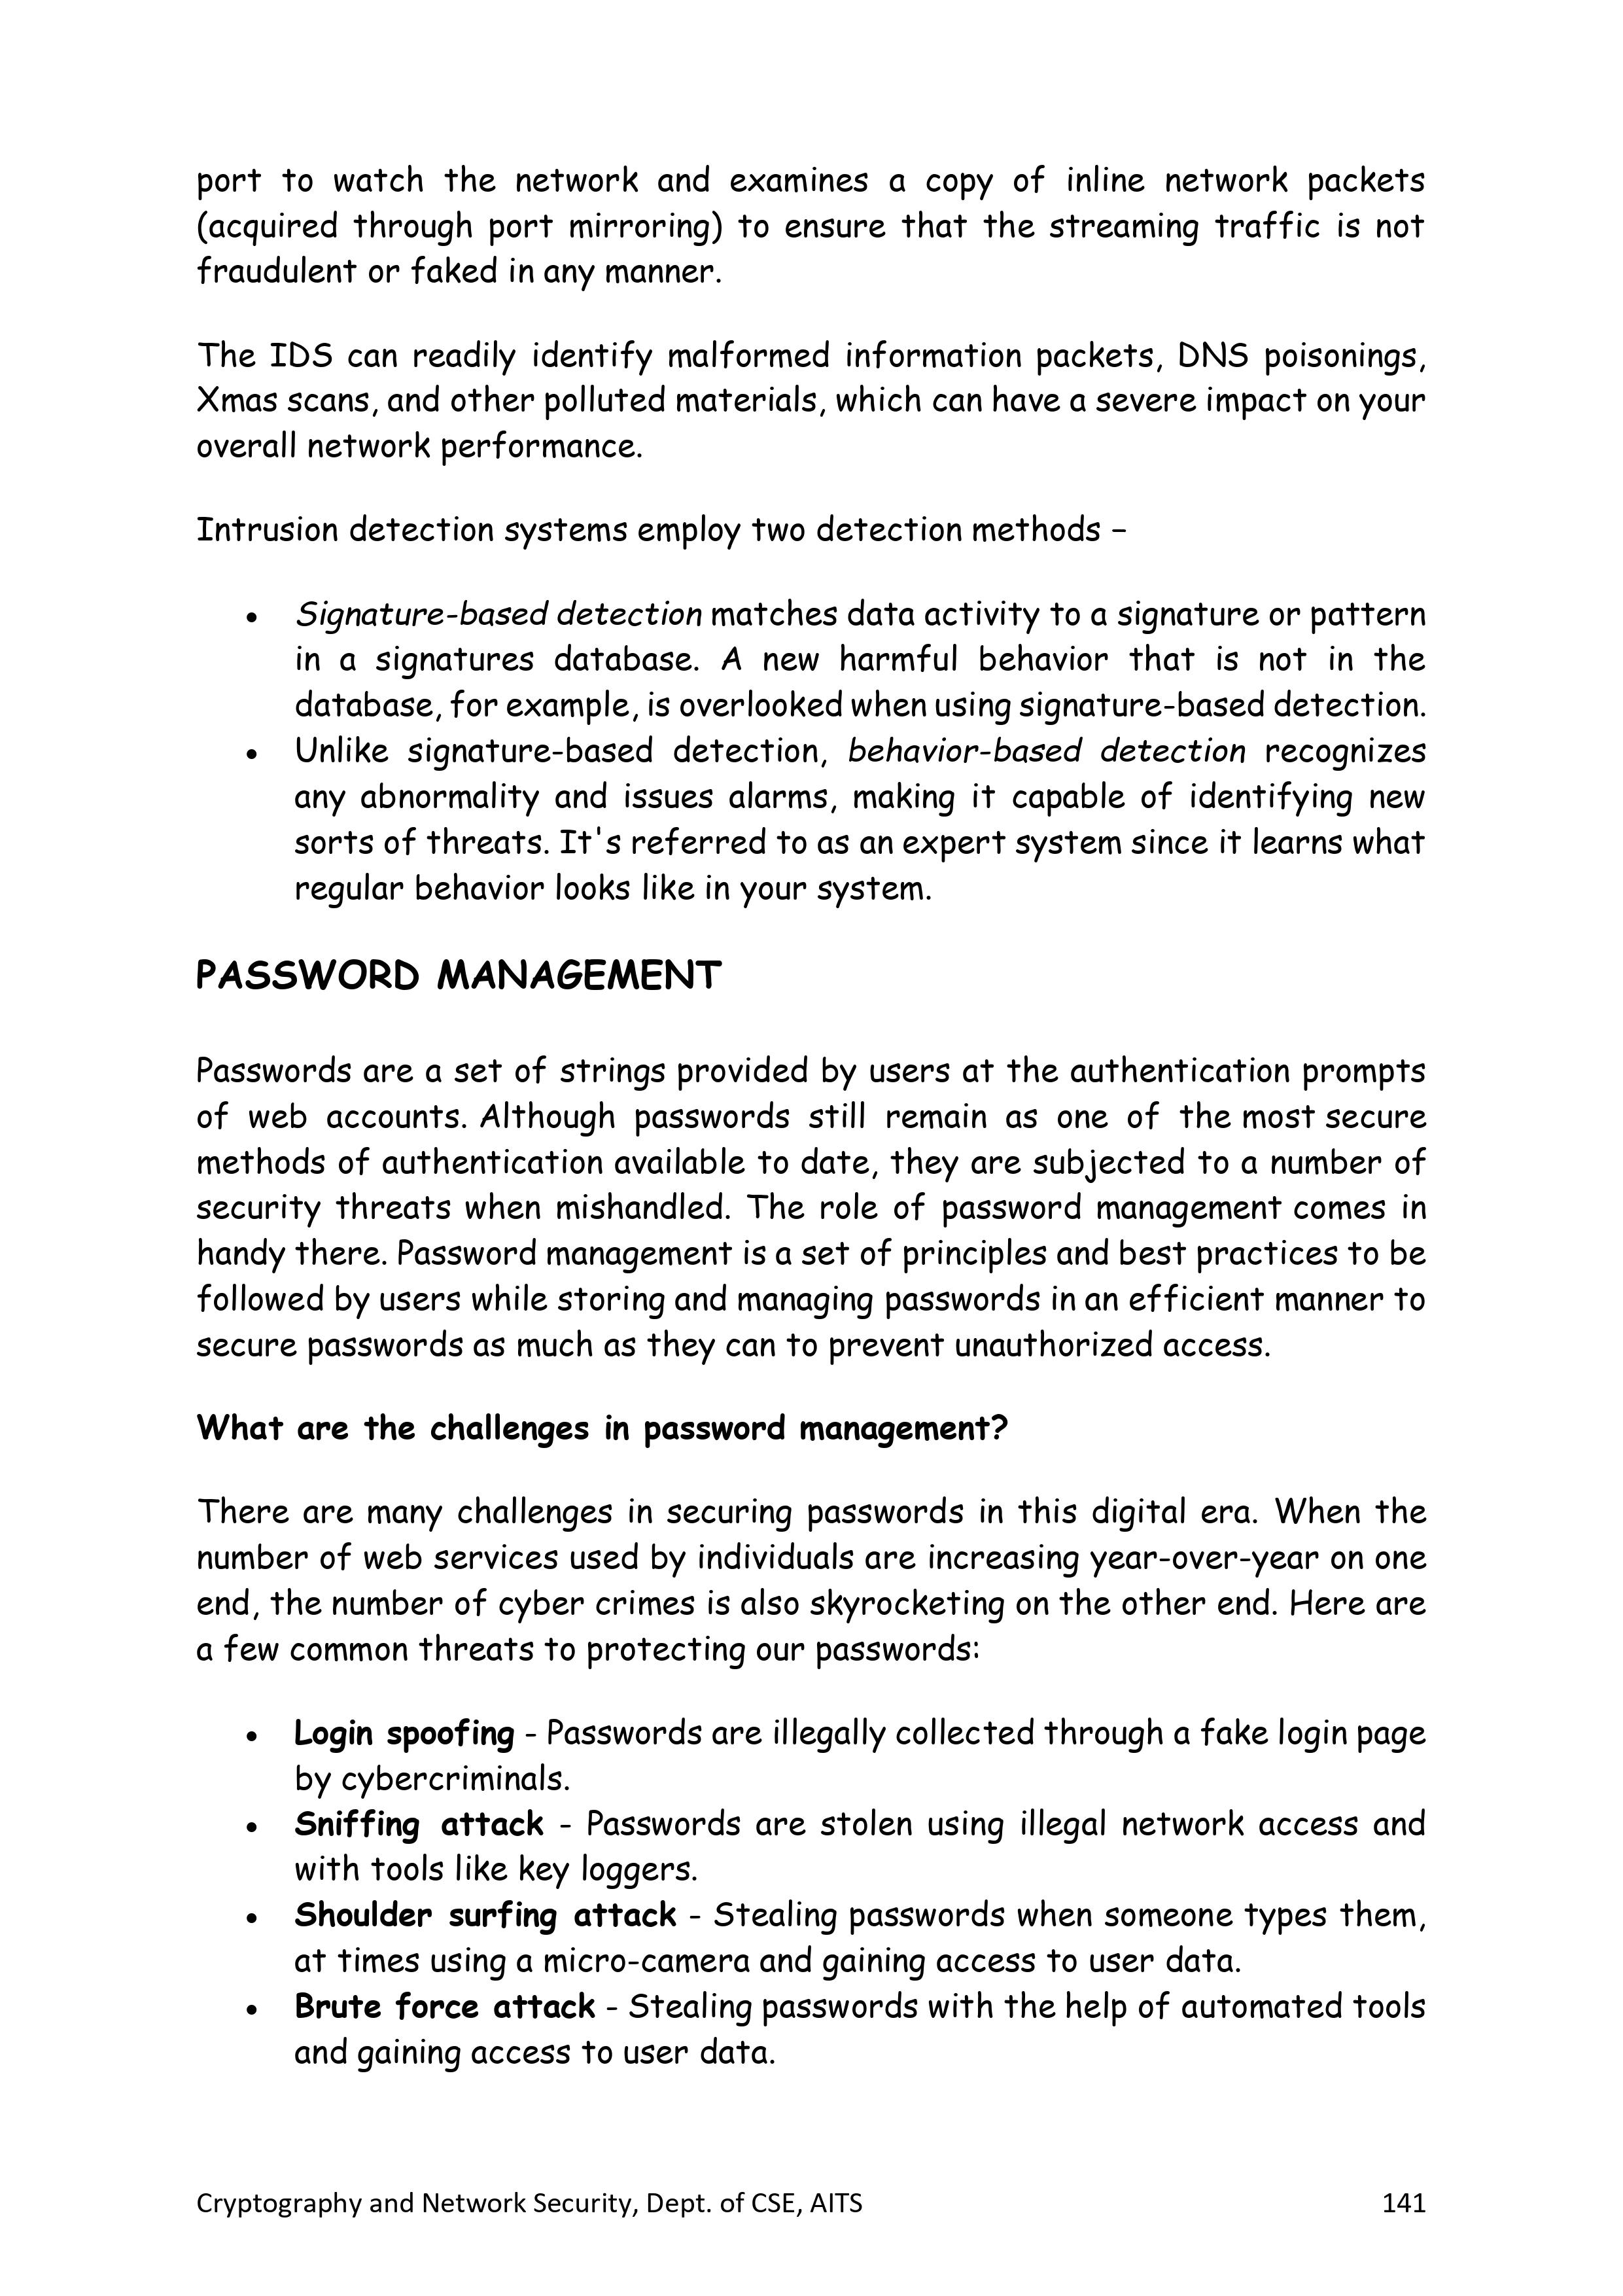 port to watch the network and examines a copy of inline network packets
(acquired through port mirroring) to ensure that the streaming traffic is not
fraudulent or faked in any manner.
The IDS can readily identify malformed information packets, DNS poisonings,
Xmas scans, and other polluted materials, which can have a severe impact on your
overall network performance.
Intrusion detection systems employ two detection methods –
• Signature-based detection matches data activity to a signature or pattern
in a signatures database. A new harmful behavior that is not in the
database, for example, is overlooked when using signature-based detection.
• Unlike signature-based detection, behavior-based detection recognizes
any abnormality and issues alarms, making it capable of identifying new
sorts of threats. It's referred to as an expert system since it learns what
regular behavior looks like in your system.
PASSWORD MANAGEMENT
Passwords are a set of strings provided by users at the authentication prompts
of web accounts. Although passwords still remain as one of the most secure
methods of authentication available to date, they are subjected to a number of
security threats when mishandled. The role of password management comes in
handy there. Password management is a set of principles and best practices to be
followed by users while storing and managing passwords in an efficient manner to
secure passwords as much as they can to prevent unauthorized access.
What are the challenges in password management?
There are many challenges in securing passwords in this digital era. When the
number of web services used by individuals are increasing year-over-year on one
end, the number of cyber crimes is also skyrocketing on the other end. Here are
a few common threats to protecting our passwords:
• Login spoofing - Passwords are illegally collected through a fake login page
by cybercriminals.
• Sniffing attack - Passwords are stolen using illegal network access and
with tools like key loggers.
• Shoulder surfing attack - Stealing passwords when someone types them,
at times using a micro-camera and gaining access to user data.
• Brute force attack - Stealing passwords with the help of automated tools
and gaining access to user data.
Cryptography and Network Security, Dept. of CSE, AITS 141